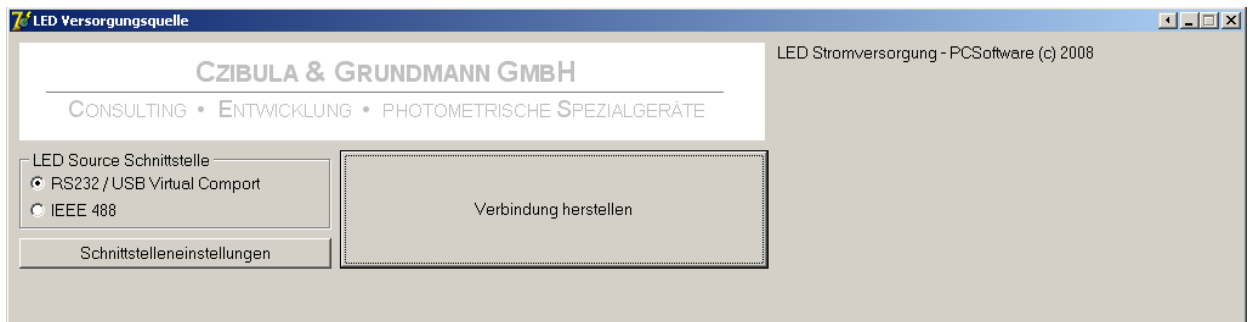 LED Versorgungsquelle
CZIBULA & GRUNDMANN GMBH
CONSULTING • ENTWICKLUNG • PHOTOMETRISCHE SPEZIALGERÄTE
LED Stromversorgung - PCSoftware (c) 2008
LED Source Schnittstelle
RS232 / USB Virtual Comport
IEEE 488
Schnittstelleneinstellungen
Verbindung herstellen